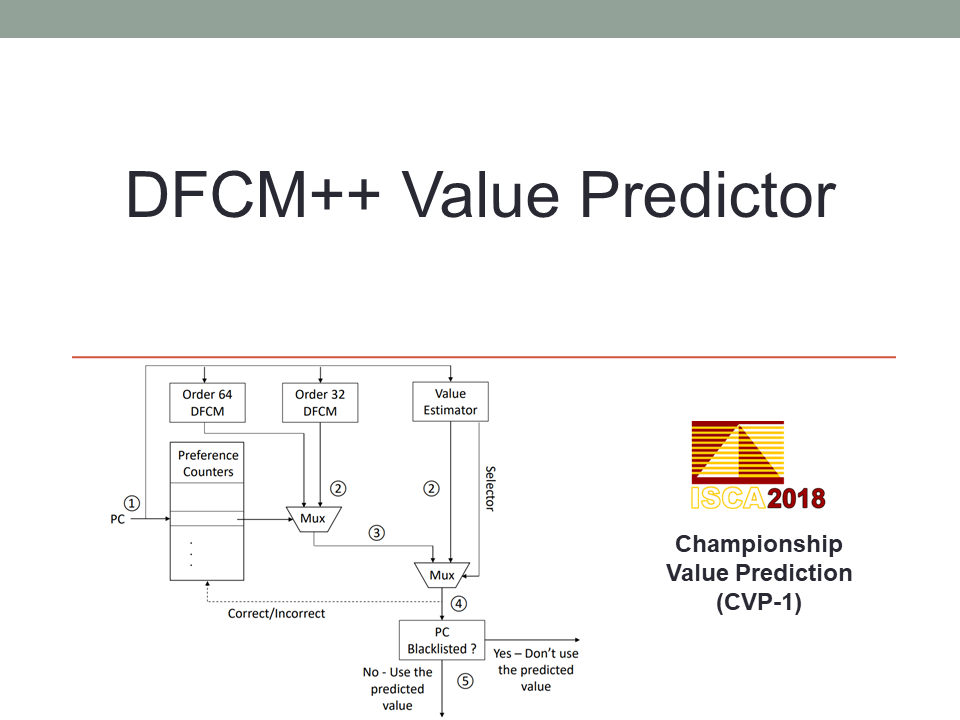 DFCM++ Value Predictor
Order 64
DFCM
Order 32
DFCM
Value
Estimator
Preference
Counters
Selector
①
②
②
PC
Mux
③
.
.
.
Mux
④
Correct/Incorrect
PC
Blacklisted ?
Yes – Don't use
the predicted
value
No - Use the
predicted
value
⑤
ISCA2018
Championship
Value Prediction
(CVP-1)